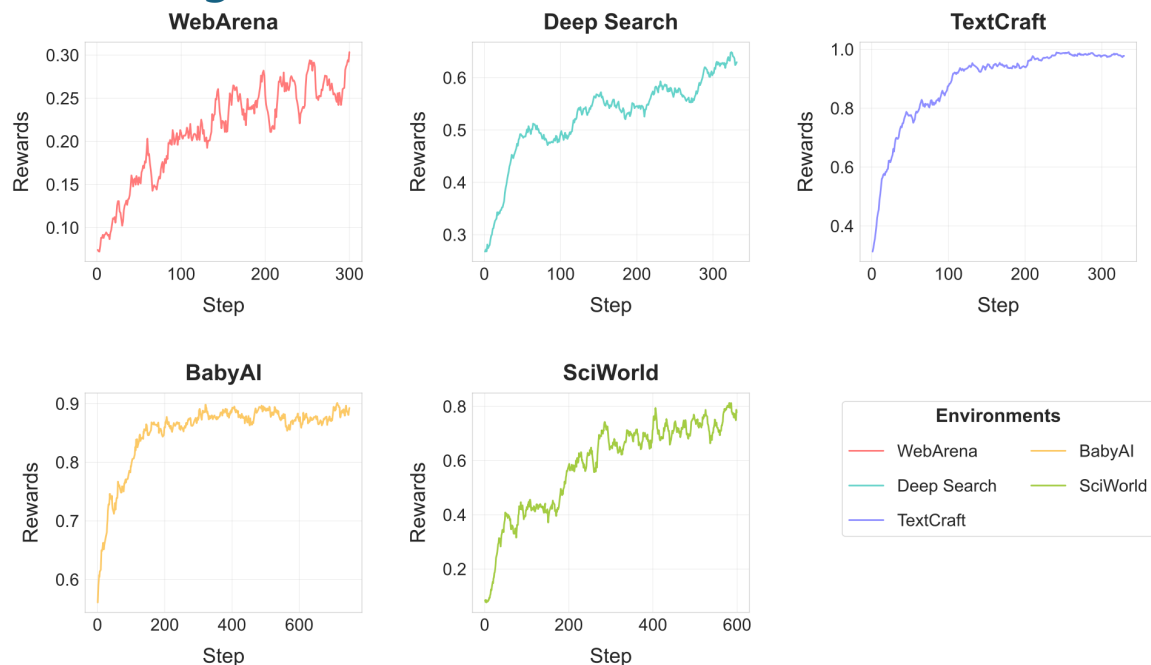 WebArena
Deep Search
TextCraft
0.30
0.25
0.20
0.15
0.10
Rewards
0 100 200 300
Step
0.6
0.5
0.4
0.3
Rewards
0 100 200 300
Step
1.0
0.8
0.6
0.4
Rewards
0 100 200 300
Step
BabyAI
SciWorld
0.9
0.8
0.7
0.6
Rewards
0 200 400 600
Step
0.8
0.6
0.4
0.2
Rewards
0 200 400 600
Step
Environments
WebArena BabyAI
Deep Search SciWorld
TextCraft